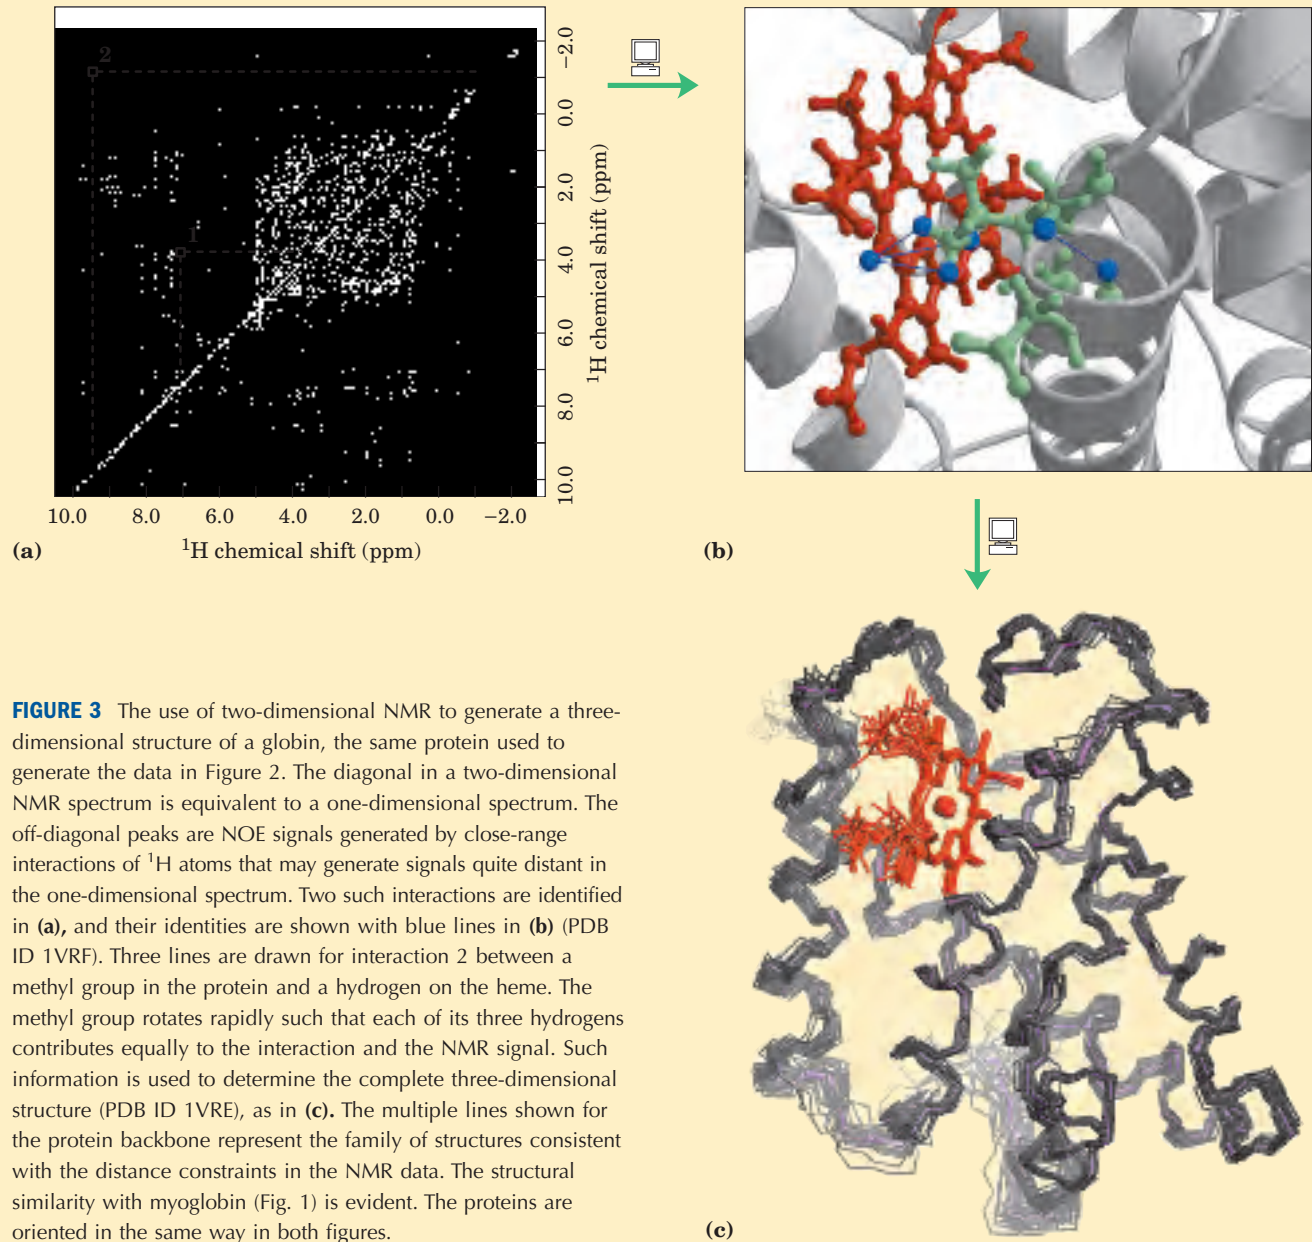 2
1
−2.0
0.0
2.0
4.0
6.0
8.0
10.0
¹H chemical shift (ppm)
10.0 8.0 6.0 4.0 2.0 0.0 −2.0
¹H chemical shift (ppm)
(a)
(b)
FIGURE 3 The use of two-dimensional NMR to generate a three-
dimensional structure of a globin, the same protein used to
generate the data in Figure 2. The diagonal in a two-dimensional
NMR spectrum is equivalent to a one-dimensional spectrum. The
off-diagonal peaks are NOE signals generated by close-range
interactions of ¹H atoms that may generate signals quite distant in
the one-dimensional spectrum. Two such interactions are identified
in (a), and their identities are shown with blue lines in (b) (PDB
ID 1VRF). Three lines are drawn for interaction 2 between a
methyl group in the protein and a hydrogen on the heme. The
methyl group rotates rapidly such that each of its three hydrogens
contributes equally to the interaction and the NMR signal. Such
information is used to determine the complete three-dimensional
structure (PDB ID 1VRE), as in (c). The multiple lines shown for
the protein backbone represent the family of structures consistent
with the distance constraints in the NMR data. The structural
similarity with myoglobin (Fig. 1) is evident. The proteins are
oriented in the same way in both figures.
(c)